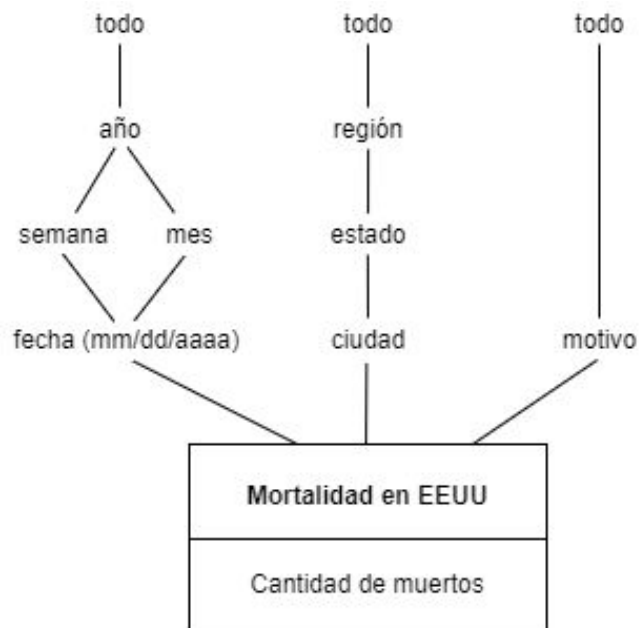 todo todo todo
año región
semana mes estado
fecha (mm/dd/aaaa) ciudad motivo
Mortalidad en EEUU
Cantidad de muertos